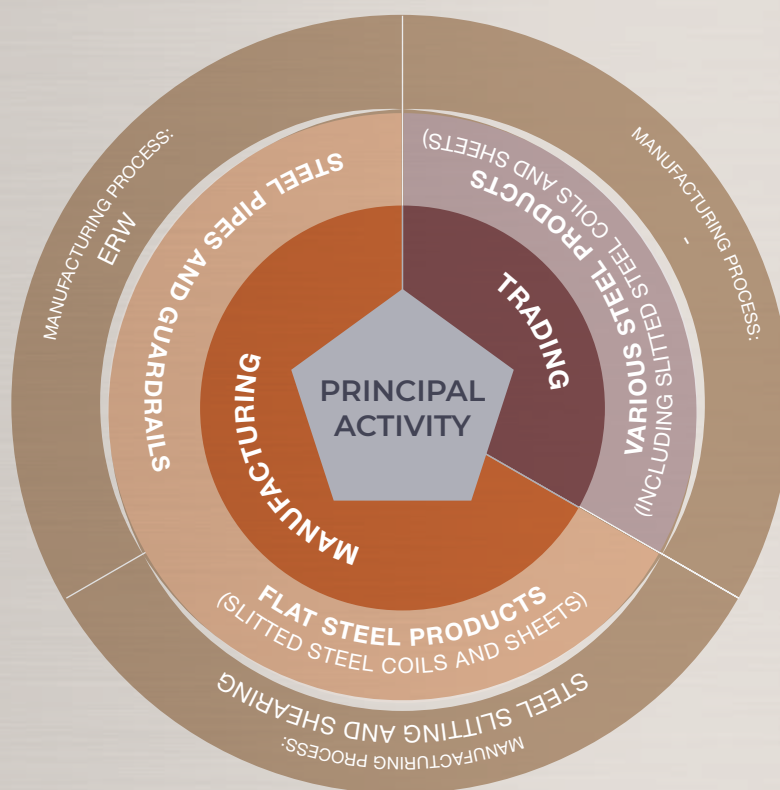 PRINCIPAL
ACTIVITY
MANUFACTURING
TRADING
STEEL PIPES AND GUARDRAILS
MANUFACTURING PROCESS:
ERW
FLAT STEEL PRODUCTS
(SLITTED STEEL COILS AND SHEETS)
MANUFACTURING PROCESS:
STEEL SLITTING AND SHEARING
VARIOUS STEEL PRODUCTS
(INCLUDING SLITTED STEEL COILS AND SHEETS)
MANUFACTURING PROCESS:
-